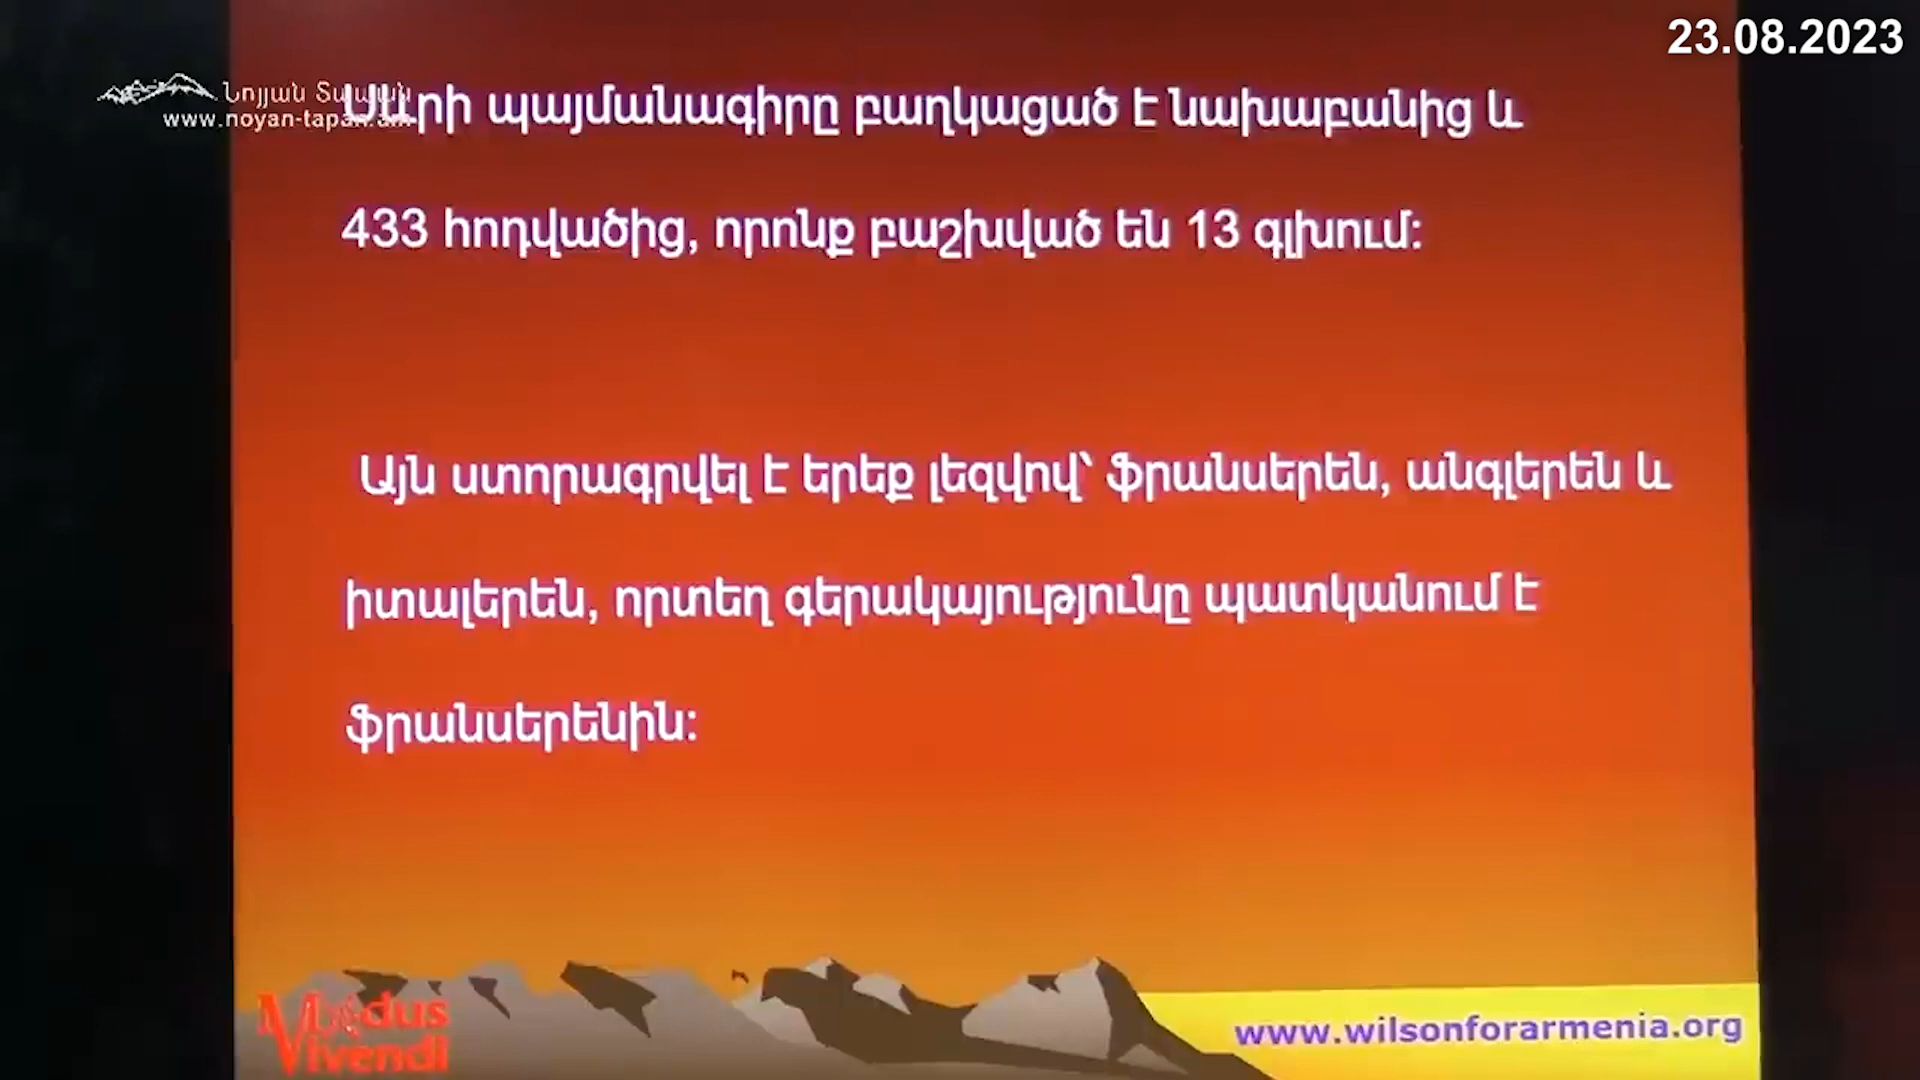 23.08.2023
Նոյյան Տապան
www.noyan-tapan.am
Սևրի պայմանագիրը բաղկացած է նախաբանից և
433 հոդվածից, որոնք բաշխված են 13 գլխում:
Այն ստորագրվել է երեք լեզվով՝ ֆրանսերեն, անգլերեն և
իտալերեն, որտեղ գերակայությունը պատկանում է
ֆրանսերենին:
Modus
Vivendi
www.wilsonforarmenia.org